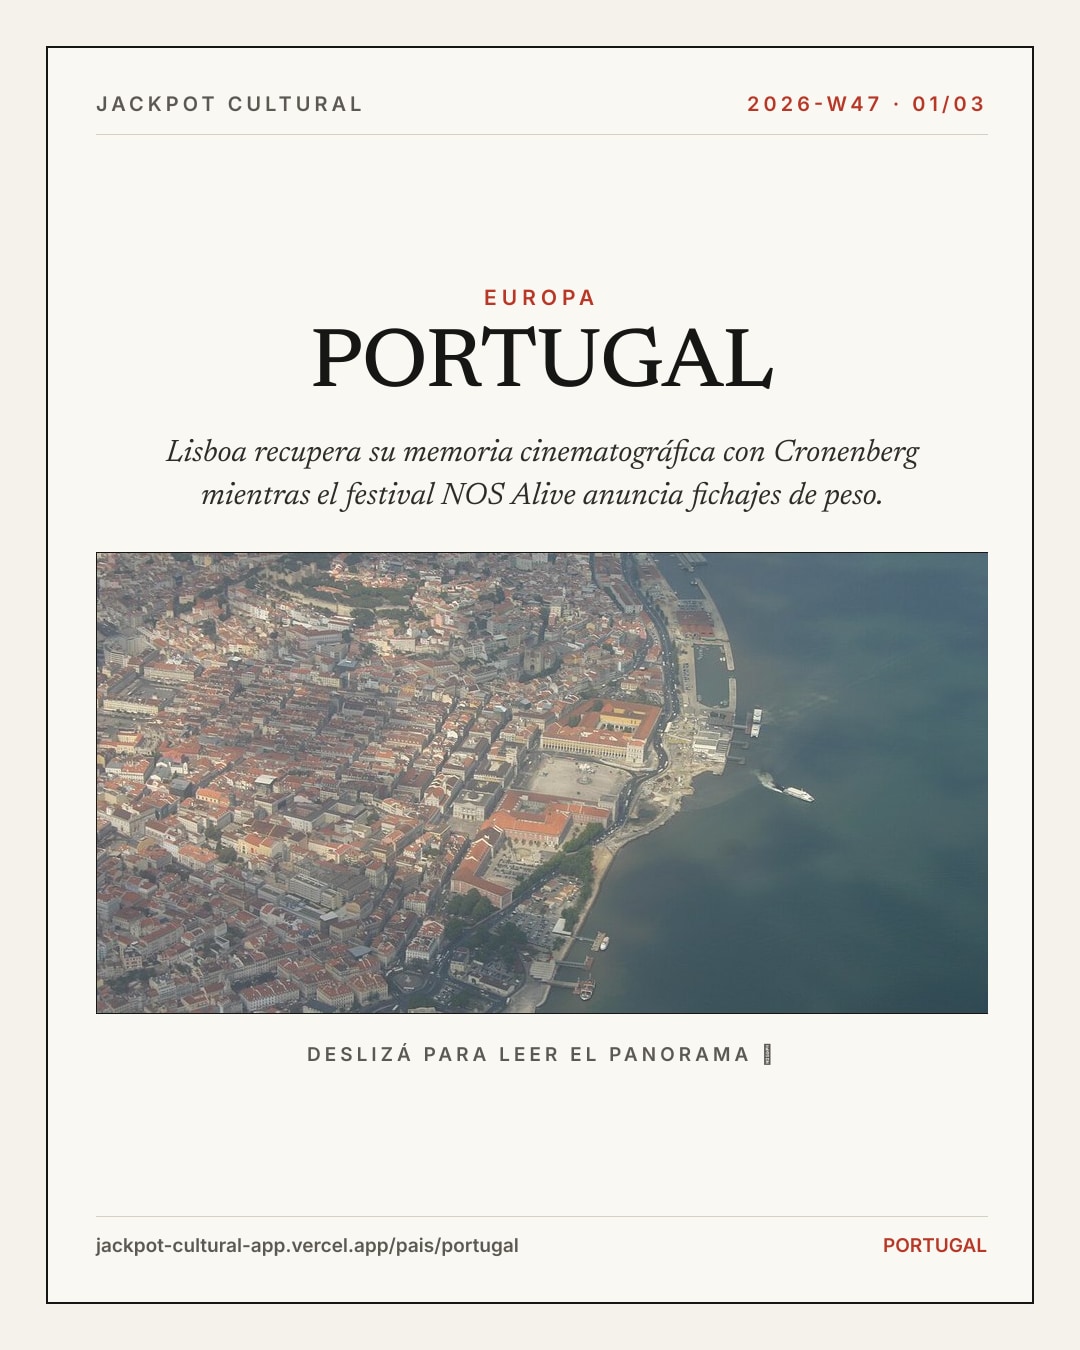 JACKPOT CULTURAL
2026-W47 · 01/03
EUROPA
PORTUGAL
Lisboa recupera su memoria cinematográfica con Cronenberg
mientras el festival NOS Alive anuncia fichajes de peso.
DESLIZÁ PARA LEER EL PANORAMA
jackpot-cultural-app.vercel.app/pais/portugal
PORTUGAL